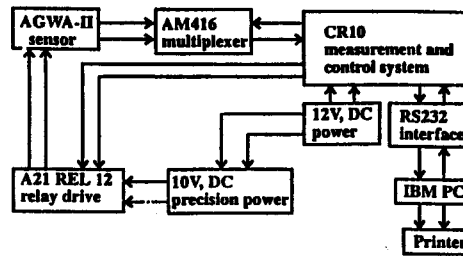 AGWA-II
sensor
AM416
multiplexer
CR10
measurement and
control system
12V, DC
power
RS232
interface
A21 REL 12
relay drive
10V, DC
precision power
IBM PC
Printer